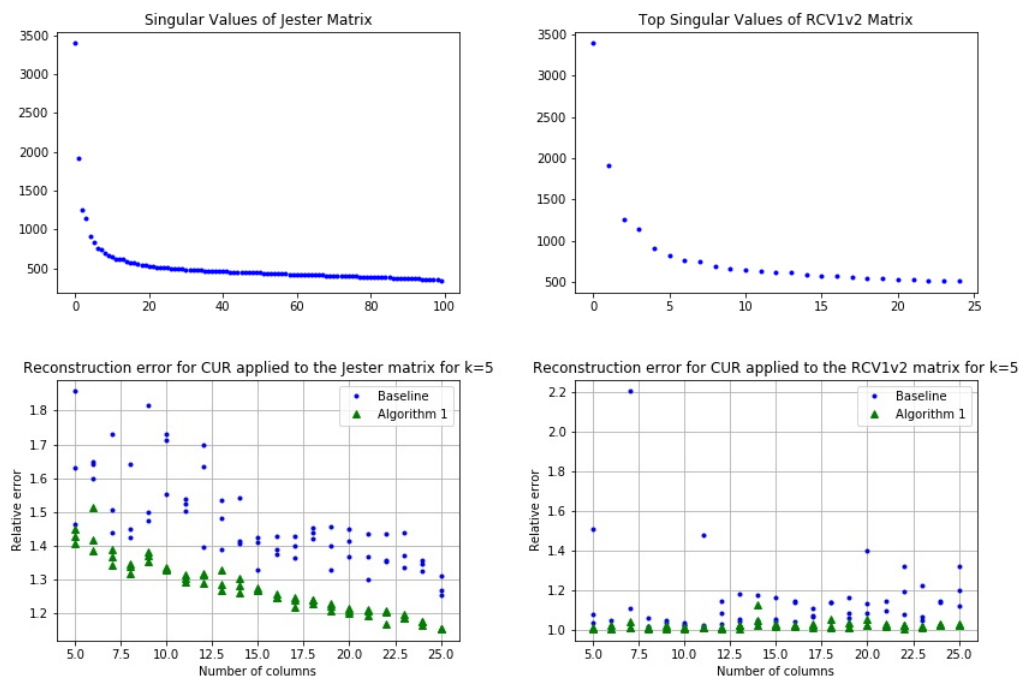 Singular Values of Jester Matrix
3500
3000
2500
2000
1500
1000
500
0 20 40 60 80 100
Top Singular Values of RCV1v2 Matrix
3500
3000
2500
2000
1500
1000
500
0 5 10 15 20 25
Reconstruction error for CUR applied to the Jester matrix for k=5
Baseline
Algorithm 1
Relative error
1.8
1.7
1.6
1.5
1.4
1.3
1.2
5.0 7.5 10.0 12.5 15.0 17.5 20.0 22.5 25.0
Number of columns
Reconstruction error for CUR applied to the RCV1v2 matrix for k=5
Baseline
Algorithm 1
Relative error
2.2
2.0
1.8
1.6
1.4
1.2
1.0
5.0 7.5 10.0 12.5 15.0 17.5 20.0 22.5 25.0
Number of columns